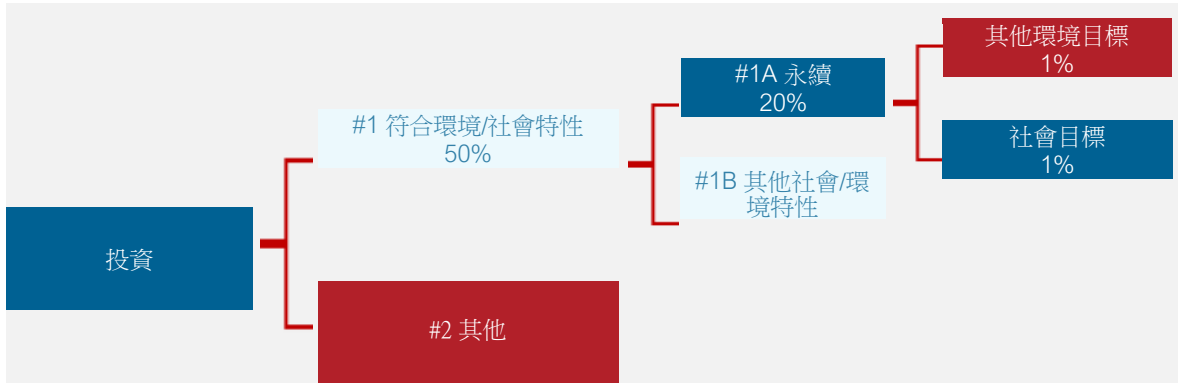 其他環境目標
1%
#1A 永續
20%
#1 符合環境/社會特性
50%
社會目標
1%
#1B 其他社會/環
境特性
投資
#2 其他